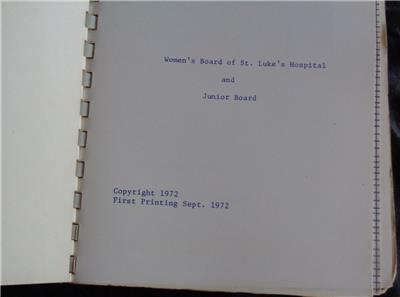 Women's Board of St. Luke's Hospital
and
Junior Board
Copyright 1972
First Printing Sept. 1972